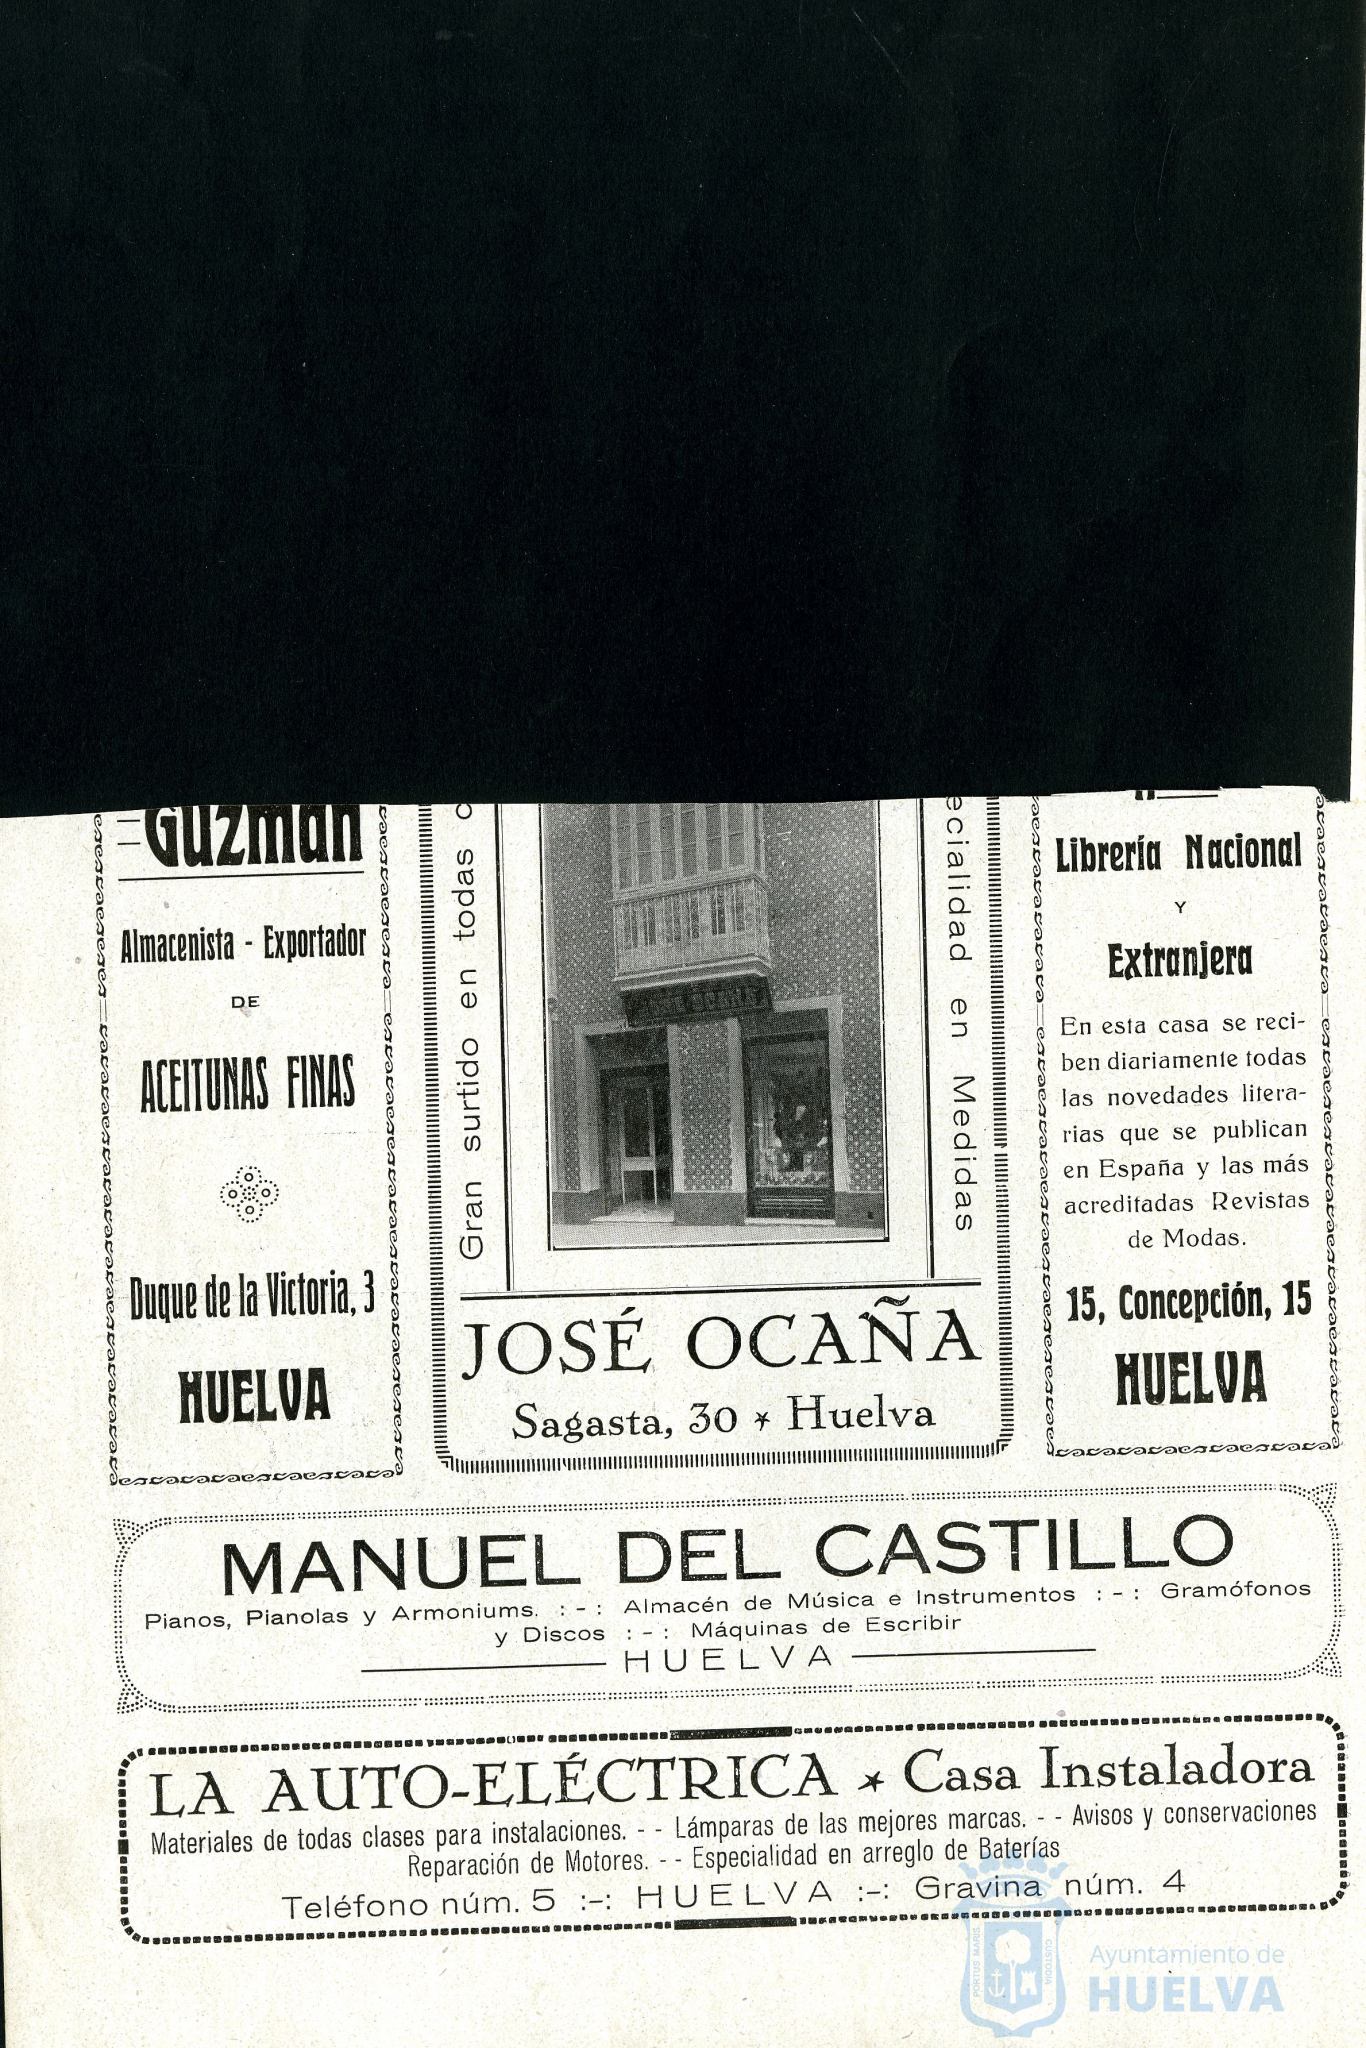 Guzmán
Almacenista - Exportador
DE
ACEITUNAS FINAS
Duque de la Victoria, 3
HUELVA
Gran surtido en todas
en Medidas
JOSÉ OCAÑA
Sagasta, 30 * Huelva
Librería Nacional
Y
Extranjera
En esta casa se reci-
ben diariamente todas
las novedades litera-
rias que se publican
en España y las más
acreditadas Revistas
de Modas.
15, Concepción, 15
HUELVA
MANUEL DEL CASTILLO
Pianos, Pianolas y Armoniums. : - : Almacén de Música e Instrumentos : - : Gramófonos
y Discos : - : Máquinas de Escribir
HUELVA
LA AUTO-ELÉCTRICA * Casa Instaladora
Materiales de todas clases para instalaciones. - - Lámparas de las mejores marcas. - - Avisos y conservaciones
Reparación de Motores. - - Especialidad en arreglo de Baterías
Teléfono núm. 5 :-: HUELVA :-: Gravina núm. 4
PORTUS MARIS
CUSTODIA
Ayuntamiento de
HUELVA